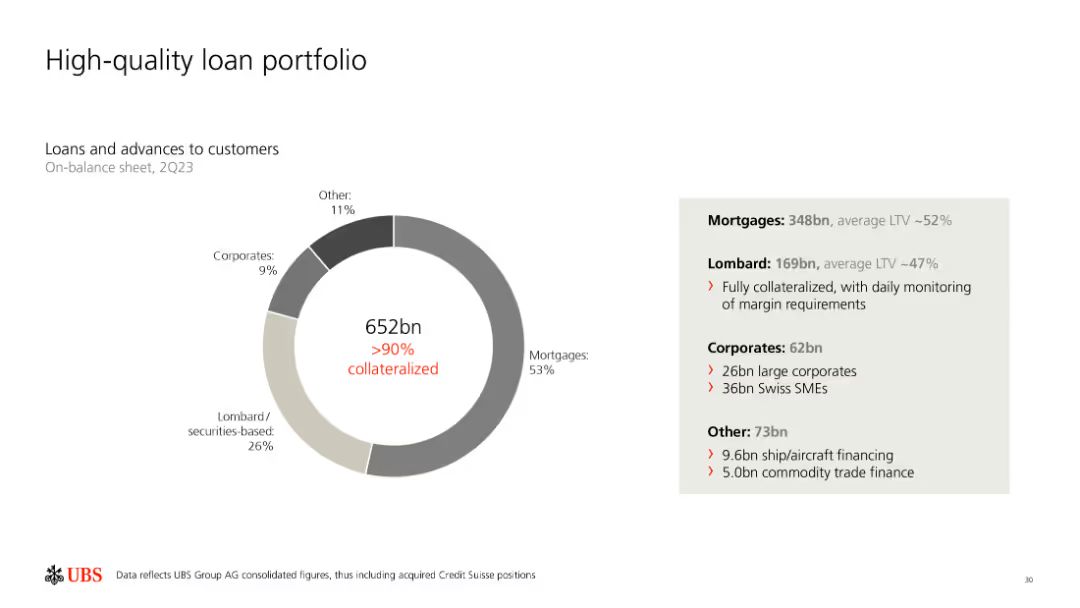 High-quality loan portfolio
Loans and advances to customers
On-balance sheet, 2Q23
Other:
11%
Corporates:
9%
652bn
>90%
collateralized
Mortgages:
53%
Lombard /
securities-based:
26%
Mortgages: 348bn, average LTV ~52%
Lombard: 169bn, average LTV ~47%
› Fully collateralized, with daily monitoring
of margin requirements
Corporates: 62bn
› 26bn large corporates
› 36bn Swiss SMEs
Other: 73bn
› 9.6bn ship/aircraft financing
› 5.0bn commodity trade finance
UBS
Data reflects UBS Group AG consolidated figures, thus including acquired Credit Suisse positions
30